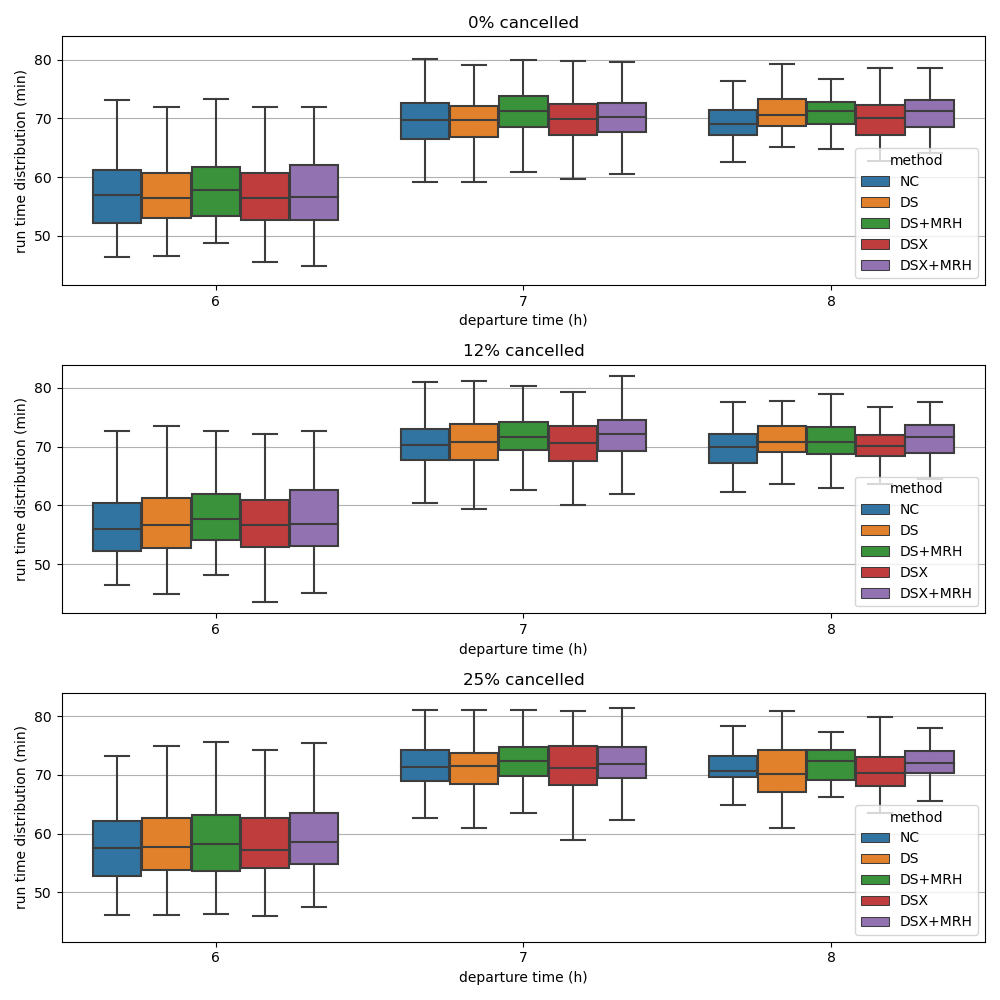 0% cancelled
run time distribution (min)
80
70
60
50
6
7
8
departure time (h)
method
NC
DS
DS+MRH
DSX
DSX+MRH
12% cancelled
run time distribution (min)
80
70
60
50
6
7
8
departure time (h)
method
NC
DS
DS+MRH
DSX
DSX+MRH
25% cancelled
run time distribution (min)
80
70
60
50
6
7
8
departure time (h)
method
NC
DS
DS+MRH
DSX
DSX+MRH